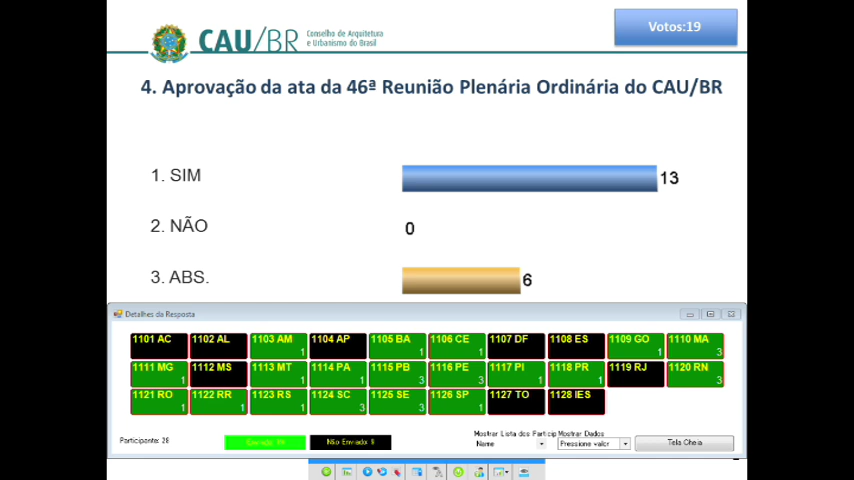 CAU/BR
Conselho de Arquitetura
e Urbanismo do Brasil
Votos:19
4. Aprovação da ata da 46ª Reunião Plenária Ordinária do CAU/BR
1. SIM 13
2. NÃO 0
3. ABS. 6
Detalhes da Resposta
1101 AC 1102 AL 1103 AM 1 1104 AP 1105 BA 1 1106 CE 1 1107 DF 1108 ES 1109 GO 1 1110 MA 3
1111 MG 1 1112 MS 1113 MT 1 1114 PA 1 1115 PB 3 1116 PE 3 1117 PI 1 1118 PR 1 1119 RJ 1120 RN 3
1121 RO 1 1122 RR 1 1123 RS 1 1124 SC 3 1125 SE 3 1126 SP 1 1127 TO 1128 IES
Mostrar Lista dos Particip Mostrar Dados
Participante: 28 Não Enviado Name Pressione valor Tela Cheia